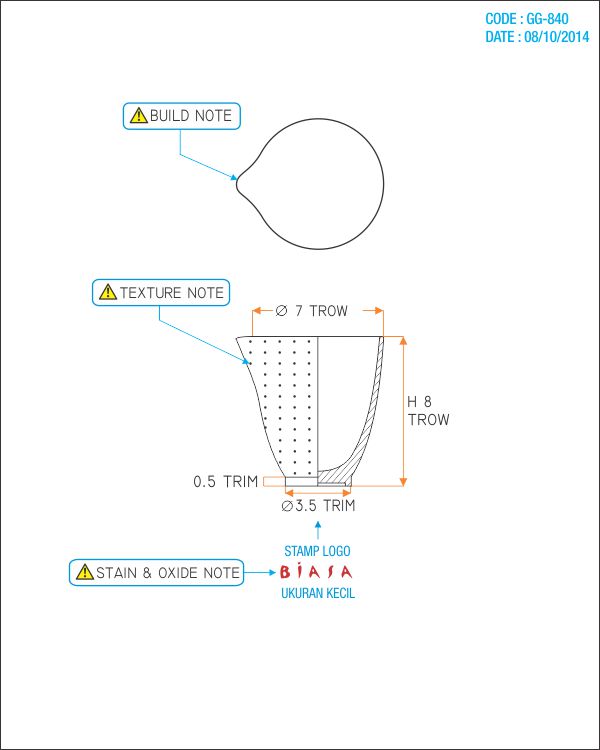 CODE : GG-840
DATE : 08/10/2014
BUILD NOTE
TEXTURE NOTE
Ø 7 TROW
H 8
TROW
0.5 TRIM
Ø3.5 TRIM
STAMP LOGO
STAIN & OXIDE NOTE
BiASA
UKURAN KECIL